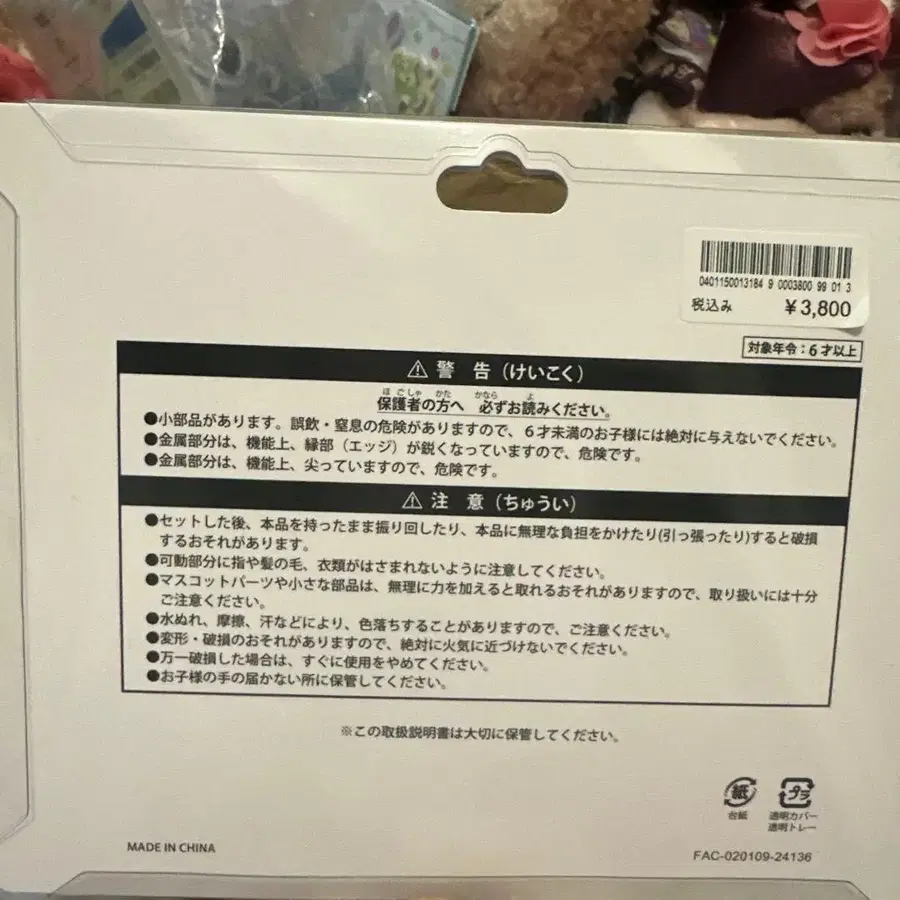 0401150013184 9 0003800 99 01 3
税込み ￥3,800
対象年令：6才以上
⚠ 警 告（けいこく）
ほごしゃ かた かなら よ
保護者の方へ 必ずお読みください。
●小部品があります。誤飲・窒息の危険がありますので、6才未満のお子様には絶対に与えないでください。
●金属部分は、機能上、縁部（エッジ）が鋭くなっていますので、危険です。
●金属部分は、機能上、尖っていますので、危険です。
⚠ 注 意（ちゅうい）
●セットした後、本品を持ったまま振り回したり、本品に無理な負担をかけたり(引っ張ったり)すると破損
するおそれがあります。
●可動部分に指や髪の毛、衣類がはさまれないように注意してください。
●マスコットパーツや小さな部品は、無理に力を加えると取れるおそれがありますので、取り扱いには十分
ご注意ください。
●水ぬれ、摩擦、汗などにより、色落ちすることがありますので、ご注意ください。
●変形・破損のおそれがありますので、絶対に火気に近づけないでください。
●万一破損した場合は、すぐに使用をやめてください。
●お子様の手の届かない所に保管してください。
※この取扱説明書は大切に保管してください。
紙 プラ
台紙 透明カバー
透明トレー
MADE IN CHINA
FAC-020109-24136